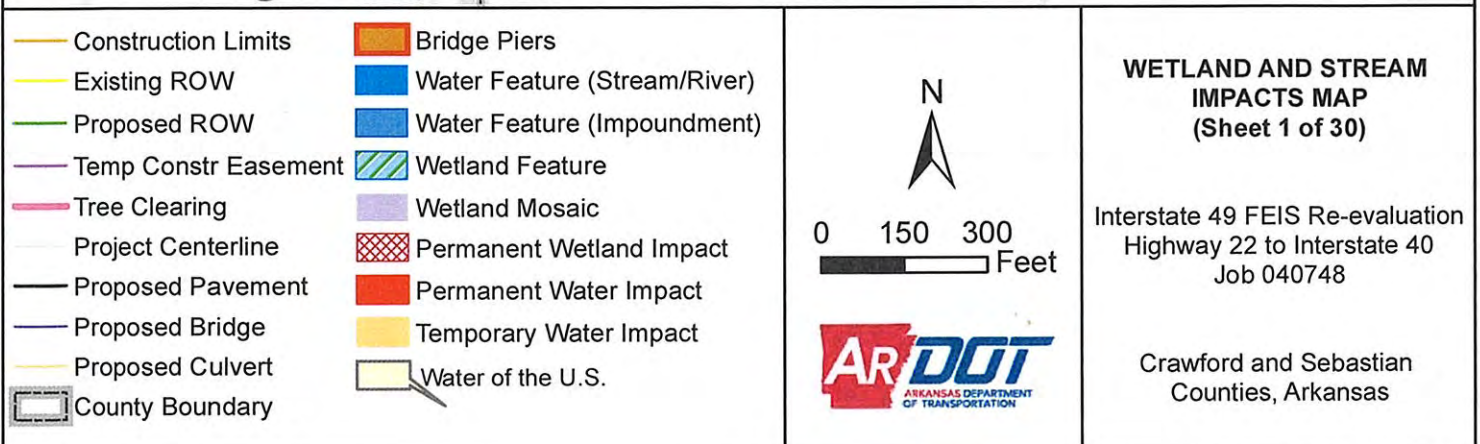 Construction Limits
Existing ROW
Proposed ROW
Temp Constr Easement
Tree Clearing
Project Centerline
Proposed Pavement
Proposed Bridge
Proposed Culvert
County Boundary
Bridge Piers
Water Feature (Stream/River)
Water Feature (Impoundment)
Wetland Feature
Wetland Mosaic
Permanent Wetland Impact
Permanent Water Impact
Temporary Water Impact
Water of the U.S.
N
0 150 300
Feet
ARDOT
ARKANSAS DEPARTMENT
OF TRANSPORTATION
WETLAND AND STREAM
IMPACTS MAP
(Sheet 1 of 30)
Interstate 49 FEIS Re-evaluation
Highway 22 to Interstate 40
Job 040748
Crawford and Sebastian
Counties, Arkansas